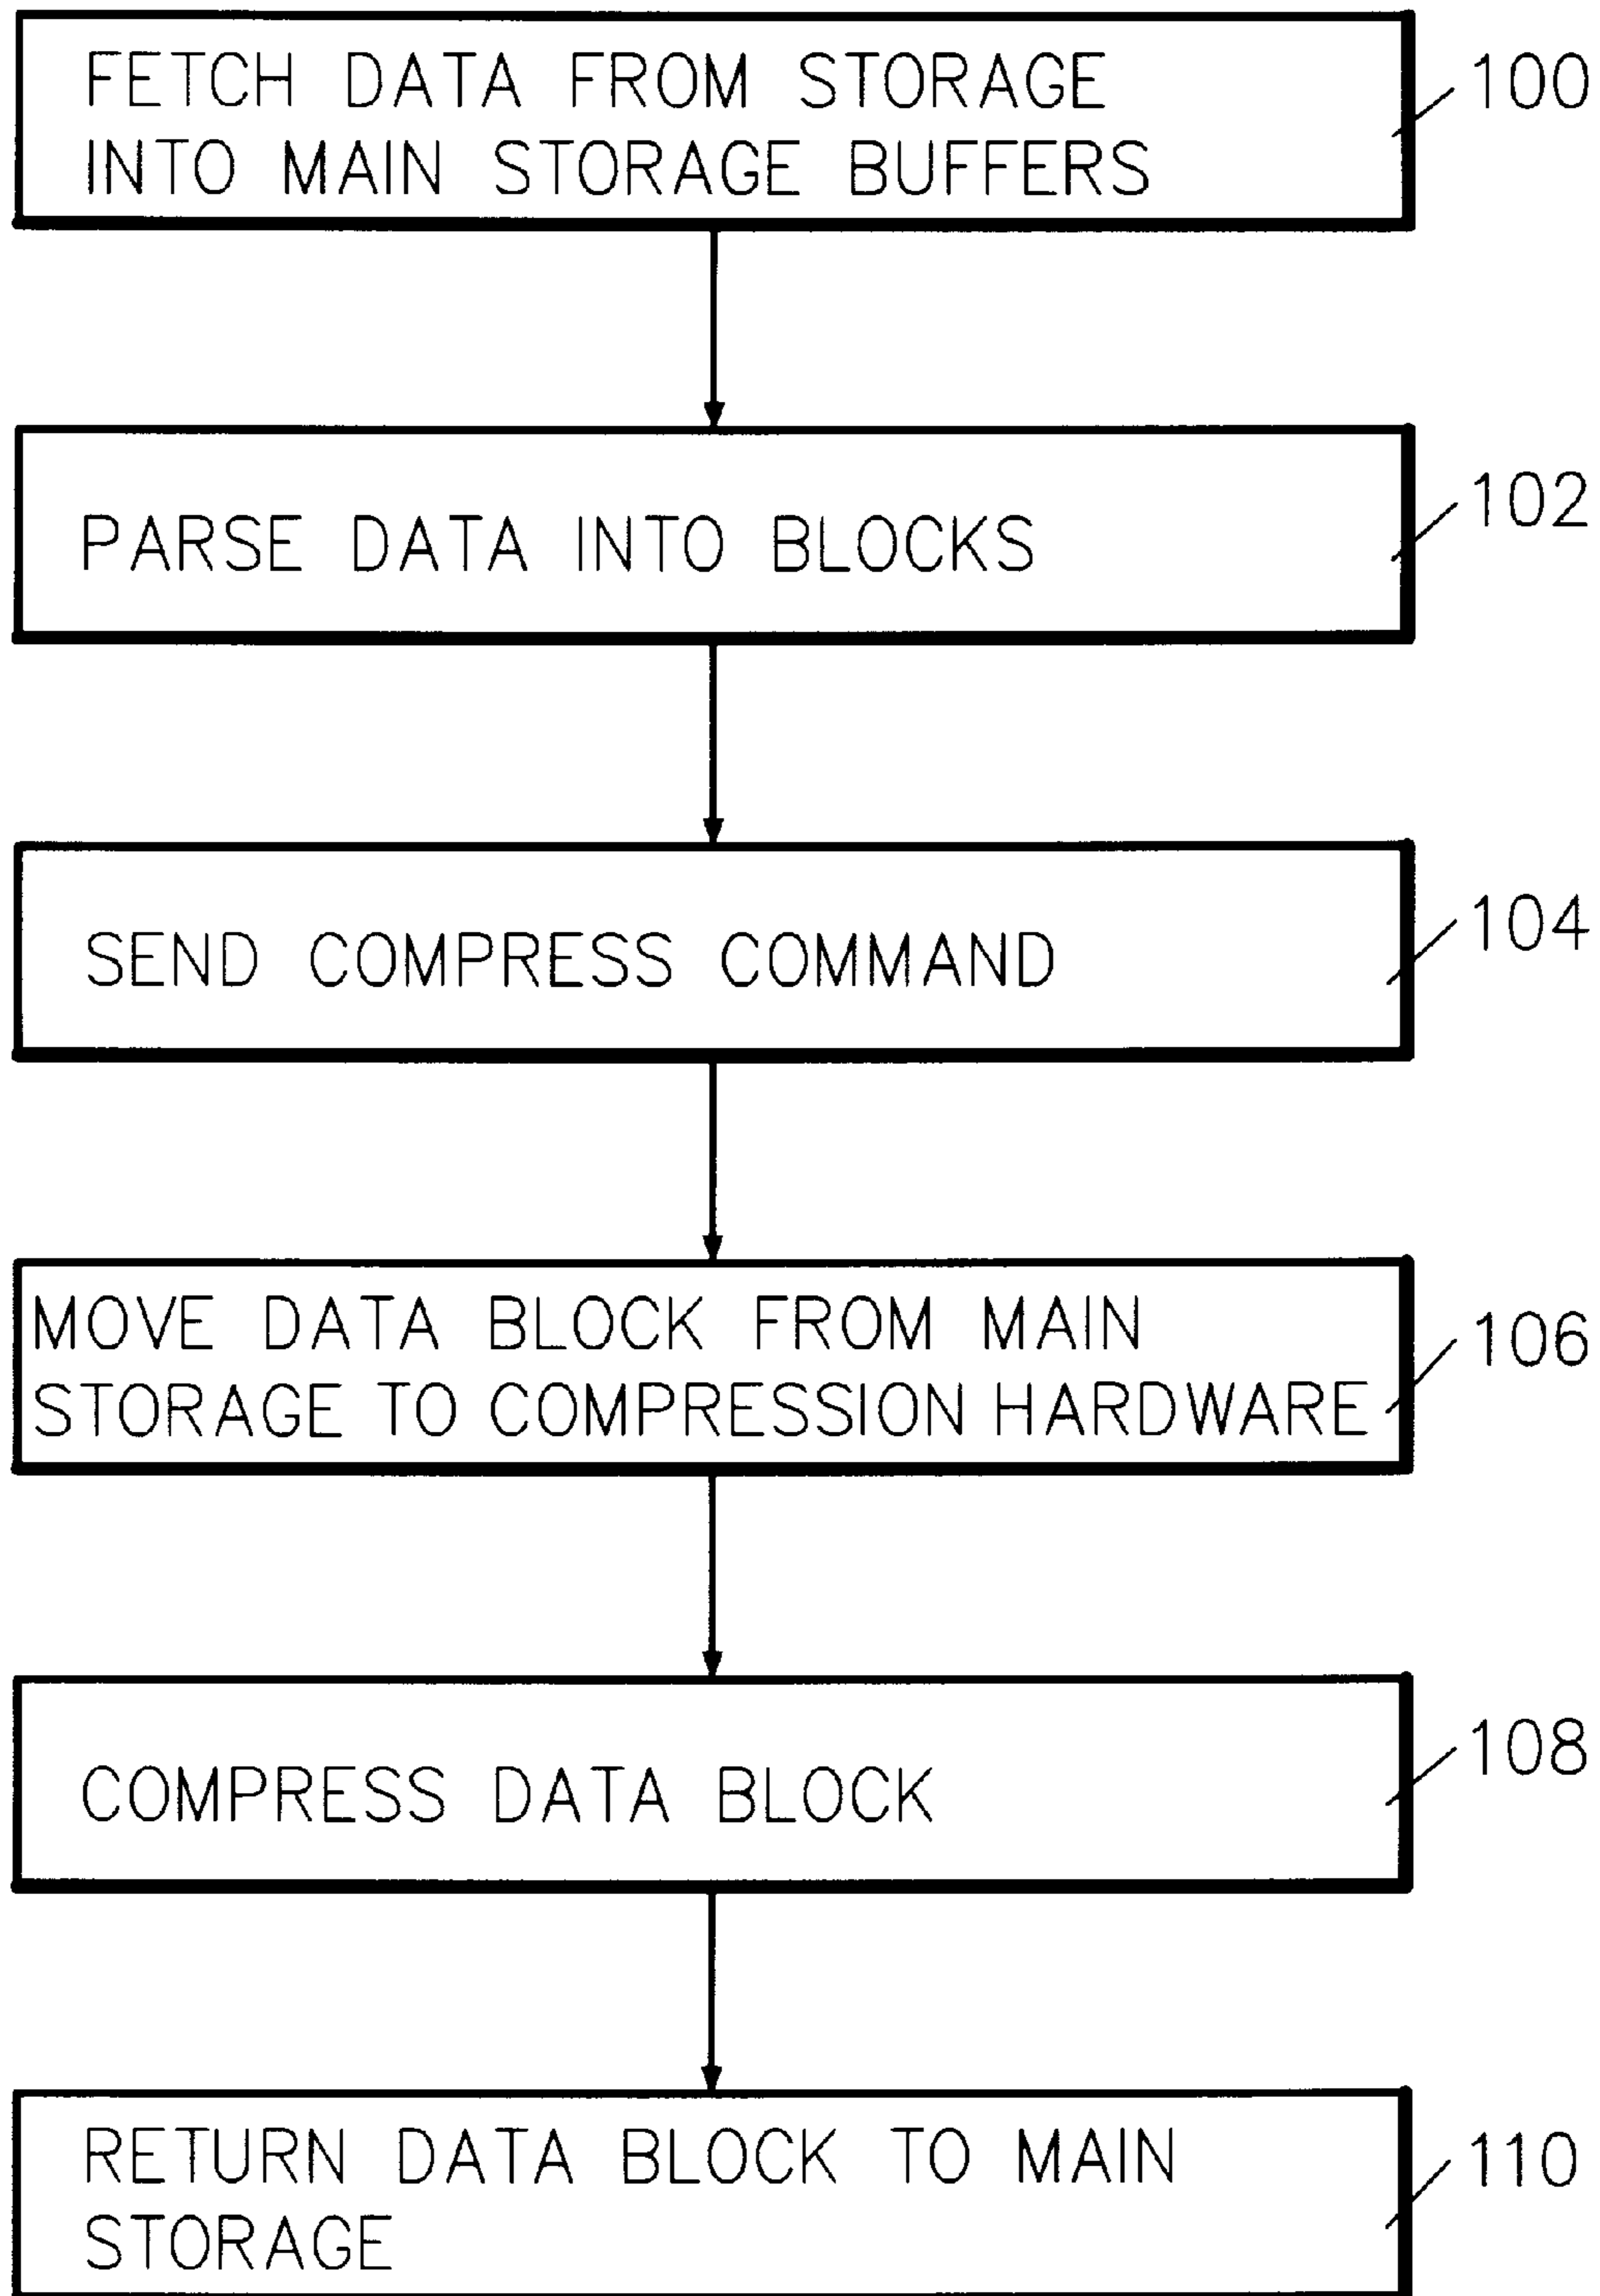 FETCH DATA FROM STORAGE
INTO MAIN STORAGE BUFFERS
100
PARSE DATA INTO BLOCKS
102
SEND COMPRESS COMMAND
104
MOVE DATA BLOCK FROM MAIN
STORAGE TO COMPRESSION HARDWARE
106
COMPRESS DATA BLOCK
108
RETURN DATA BLOCK TO MAIN
STORAGE
110